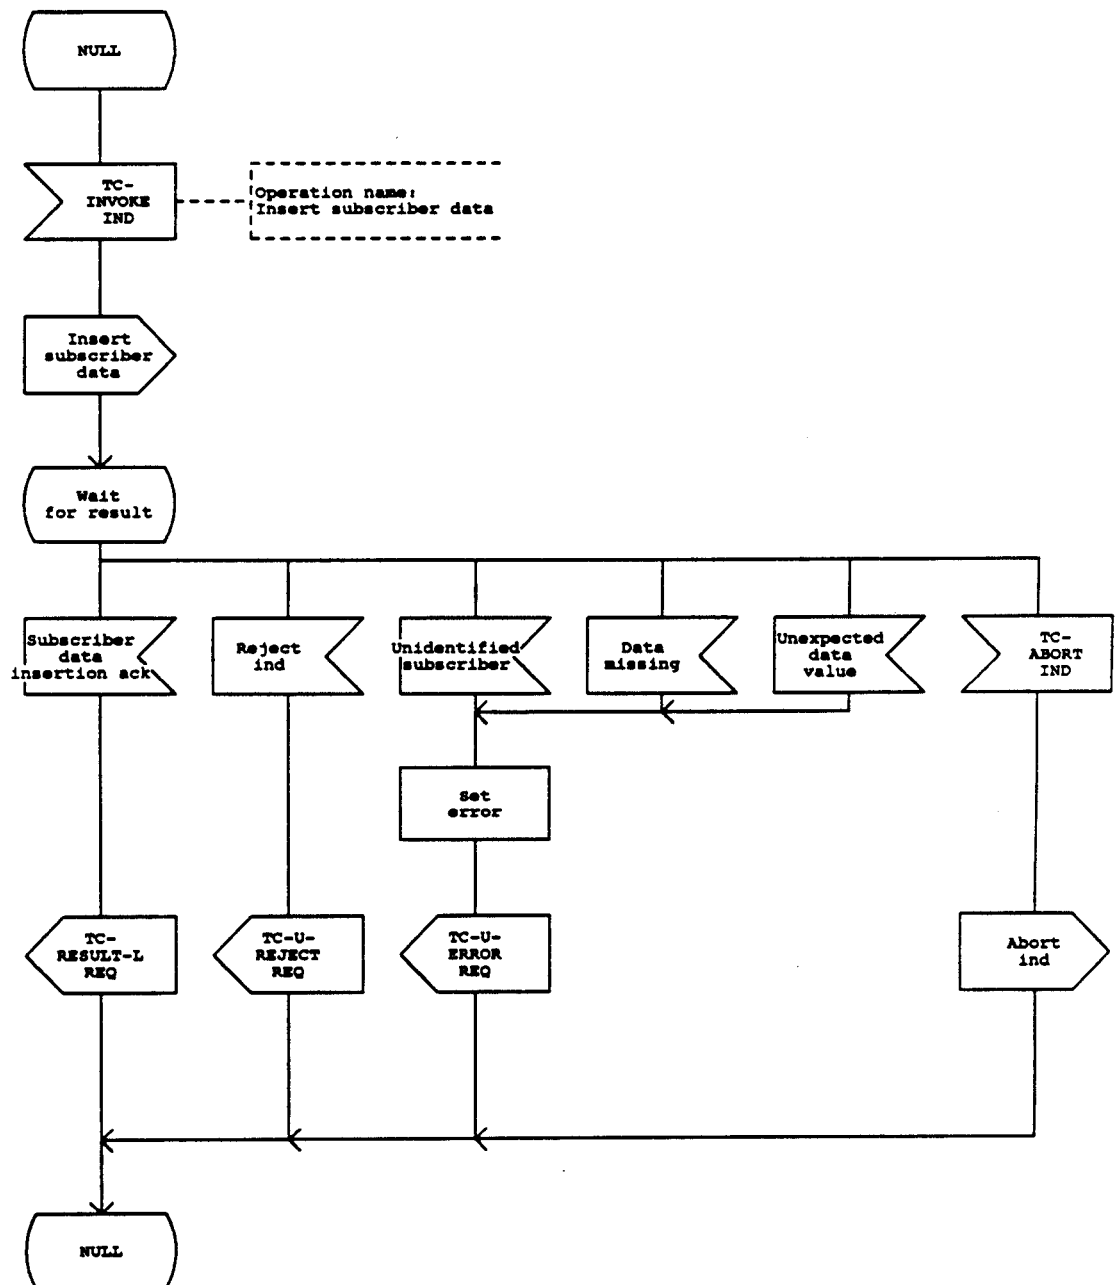 NULL
TC-
INVOKE
IND
Operation name:
Insert subscriber data
Insert
subscriber
data
Wait
for result
Subscriber
data
insertion ack
Reject
ind
Unidentified
subscriber
Data
missing
Unexpected
data
value
TC-
ABORT
IND
Set
error
TC-
RESULT-L
REQ
TC-U-
REJECT
REQ
TC-U-
ERROR
REQ
Abort
ind
NULL